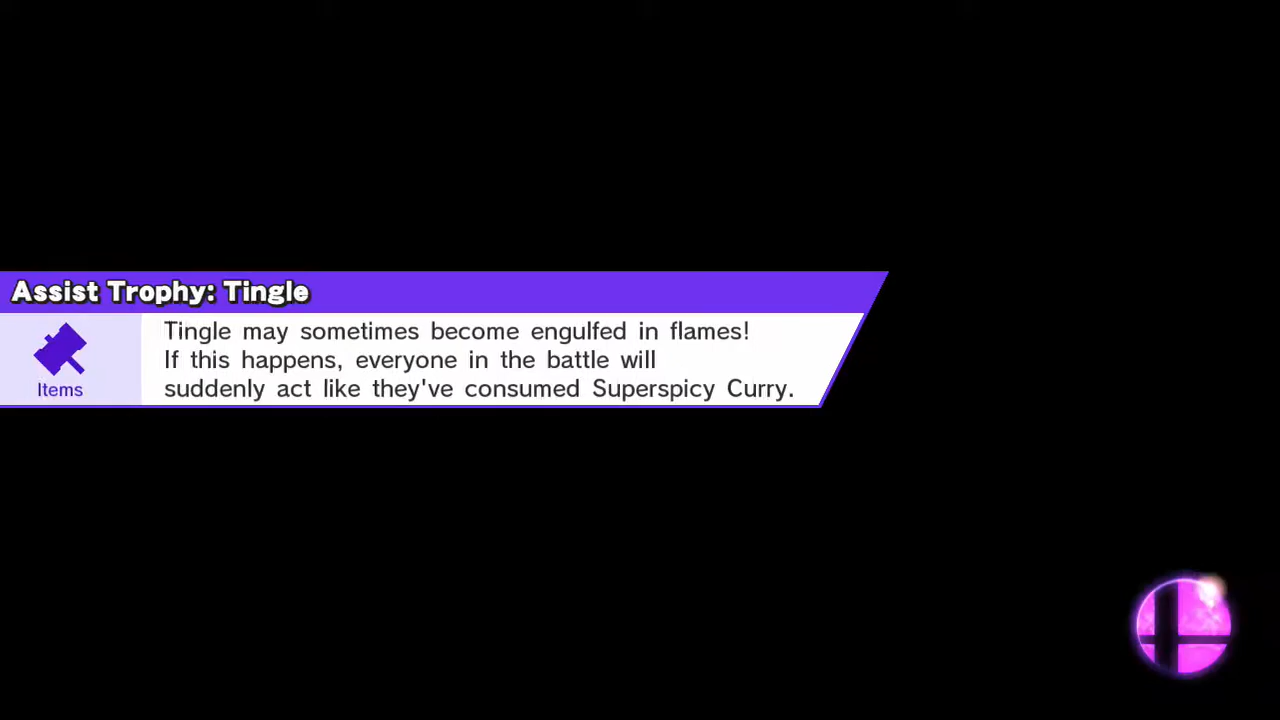 Assist Trophy: Tingle
Tingle may sometimes become engulfed in flames!
If this happens, everyone in the battle will
suddenly act like they've consumed Superspicy Curry.
Items